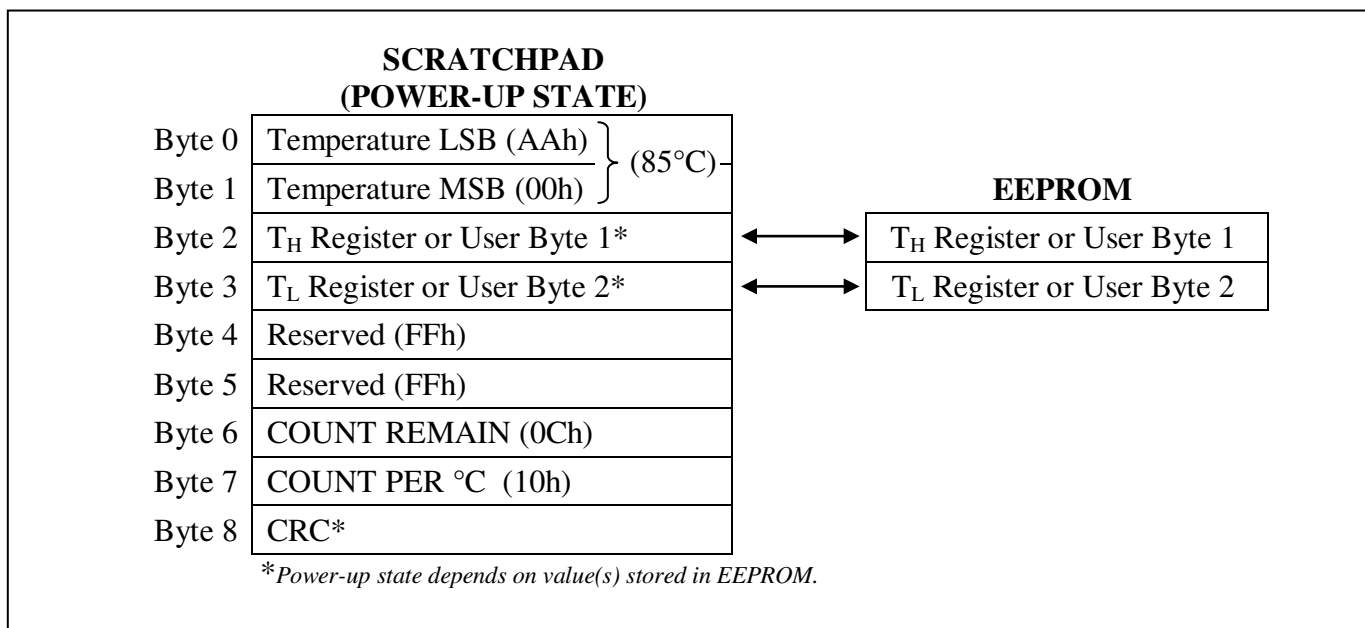 SCRATCHPAD
(POWER-UP STATE)
Byte 0 Temperature LSB (AAh)
(85°C)
Byte 1 Temperature MSB (00h)
EEPROM
Byte 2 TH Register or User Byte 1* TH Register or User Byte 1
Byte 3 TL Register or User Byte 2* TL Register or User Byte 2
Byte 4 Reserved (FFh)
Byte 5 Reserved (FFh)
Byte 6 COUNT REMAIN (0Ch)
Byte 7 COUNT PER °C (10h)
Byte 8 CRC*
*Power-up state depends on value(s) stored in EEPROM.